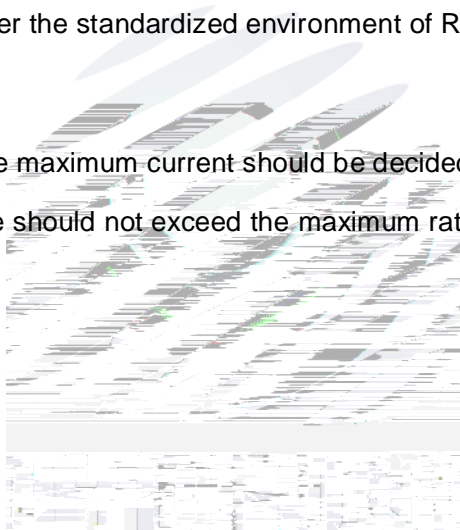 er the standardized environment of R
e maximum current should be decided
e should not exceed the maximum rat